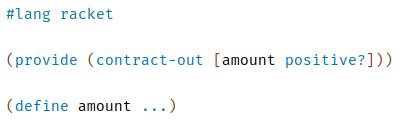 #lang racket
(provide (contract-out [amount positive?]))
(define amount ...)